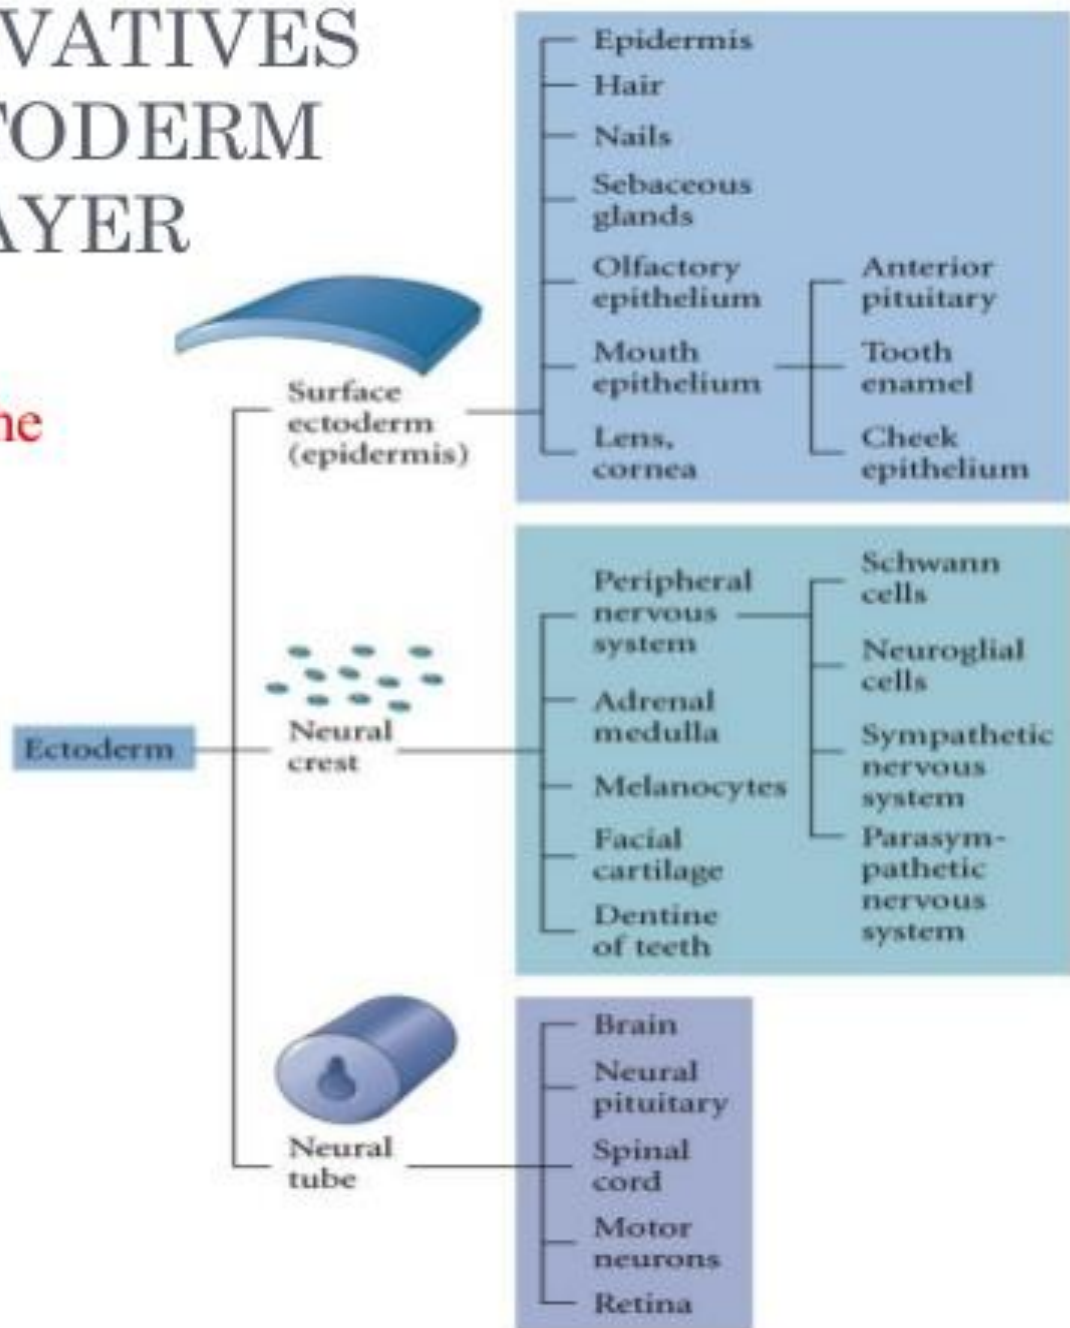 VATIVES
TODERM
AYER
ne
Ectoderm
Surface
ectoderm
(epidermis)
Epidermis
Hair
Nails
Sebaceous
glands
Olfactory
epithelium
Mouth
epithelium
Lens,
cornea
Anterior
pituitary
Tooth
enamel
Cheek
epithelium
Neural
crest
Peripheral
nervous
system
Adrenal
medulla
Melanocytes
Facial
cartilage
Dentine
of teeth
Schwann
cells
Neuroglial
cells
Sympathetic
nervous
system
Parasym-
pathetic
nervous
system
Neural
tube
Brain
Neural
pituitary
Spinal
cord
Motor
neurons
Retina